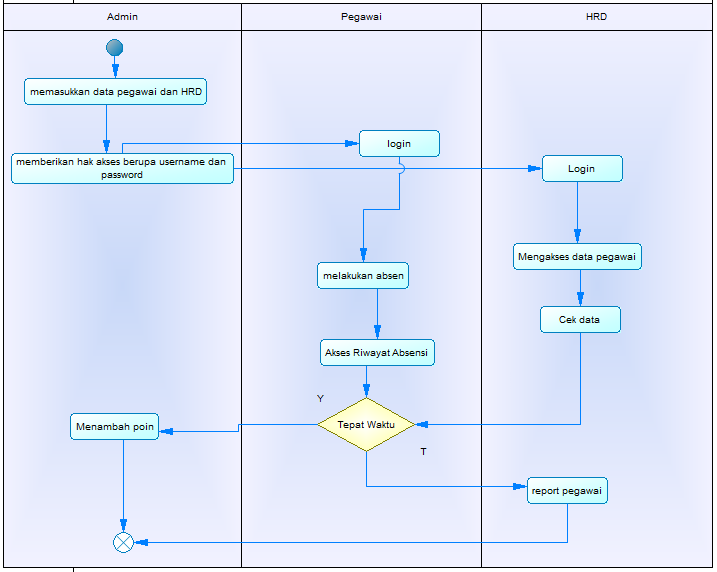 Admin
Pegawai
HRD
memasukkan data pegawai dan HRD
memberikan hak akses berupa username dan
password
login
Login
melakukan absen
Mengakses data pegawai
Cek data
Akses Riwayat Absensi
Y
Tepat Waktu
T
Menambah poin
report pegawai